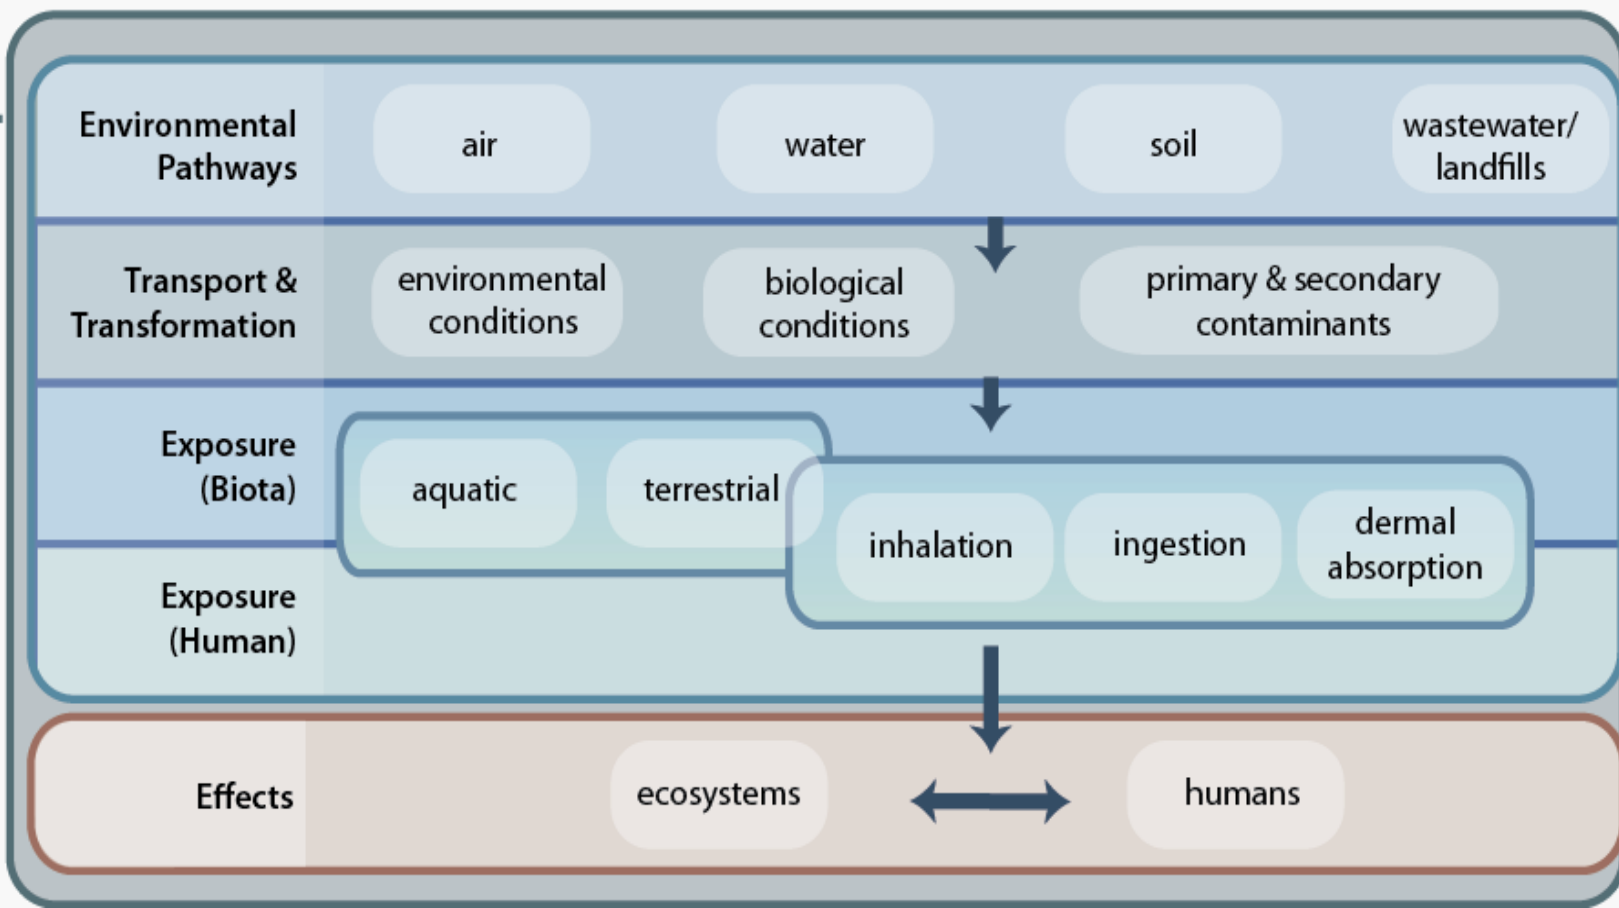 Environmental
Pathways
air
water
soil
wastewater/
landfills
Transport &
Transformation
environmental
conditions
biological
conditions
primary & secondary
contaminants
Exposure
(Biota)
aquatic
terrestrial
inhalation
ingestion
dermal
absorption
Exposure
(Human)
Effects
ecosystems
humans